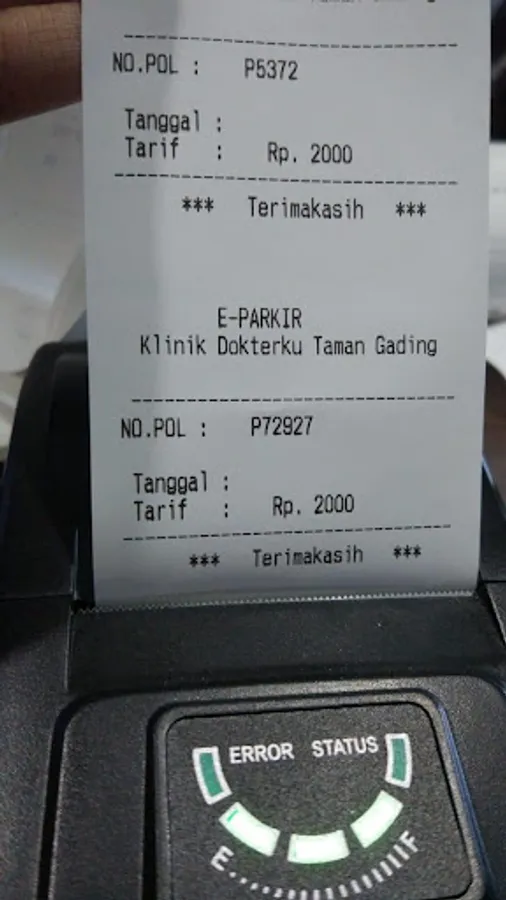 NO.POL : P5372
Tanggal :
Tarif : Rp. 2000
*** Terimakasih ***
E-PARKIR
Klinik Dokterku Taman Gading
NO.POL : P72927
Tanggal :
Tarif : Rp. 2000
*** Terimakasih ***
ERROR STATUS
E F